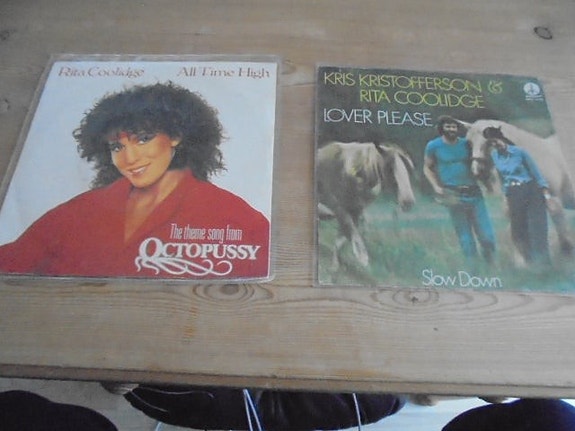 Rita Coolidge All Time High
The theme song from
OCTOPUSSY
KRIS KRISTOFFERSON &
RITA COOLIDGE
LOVER PLEASE
Slow Down